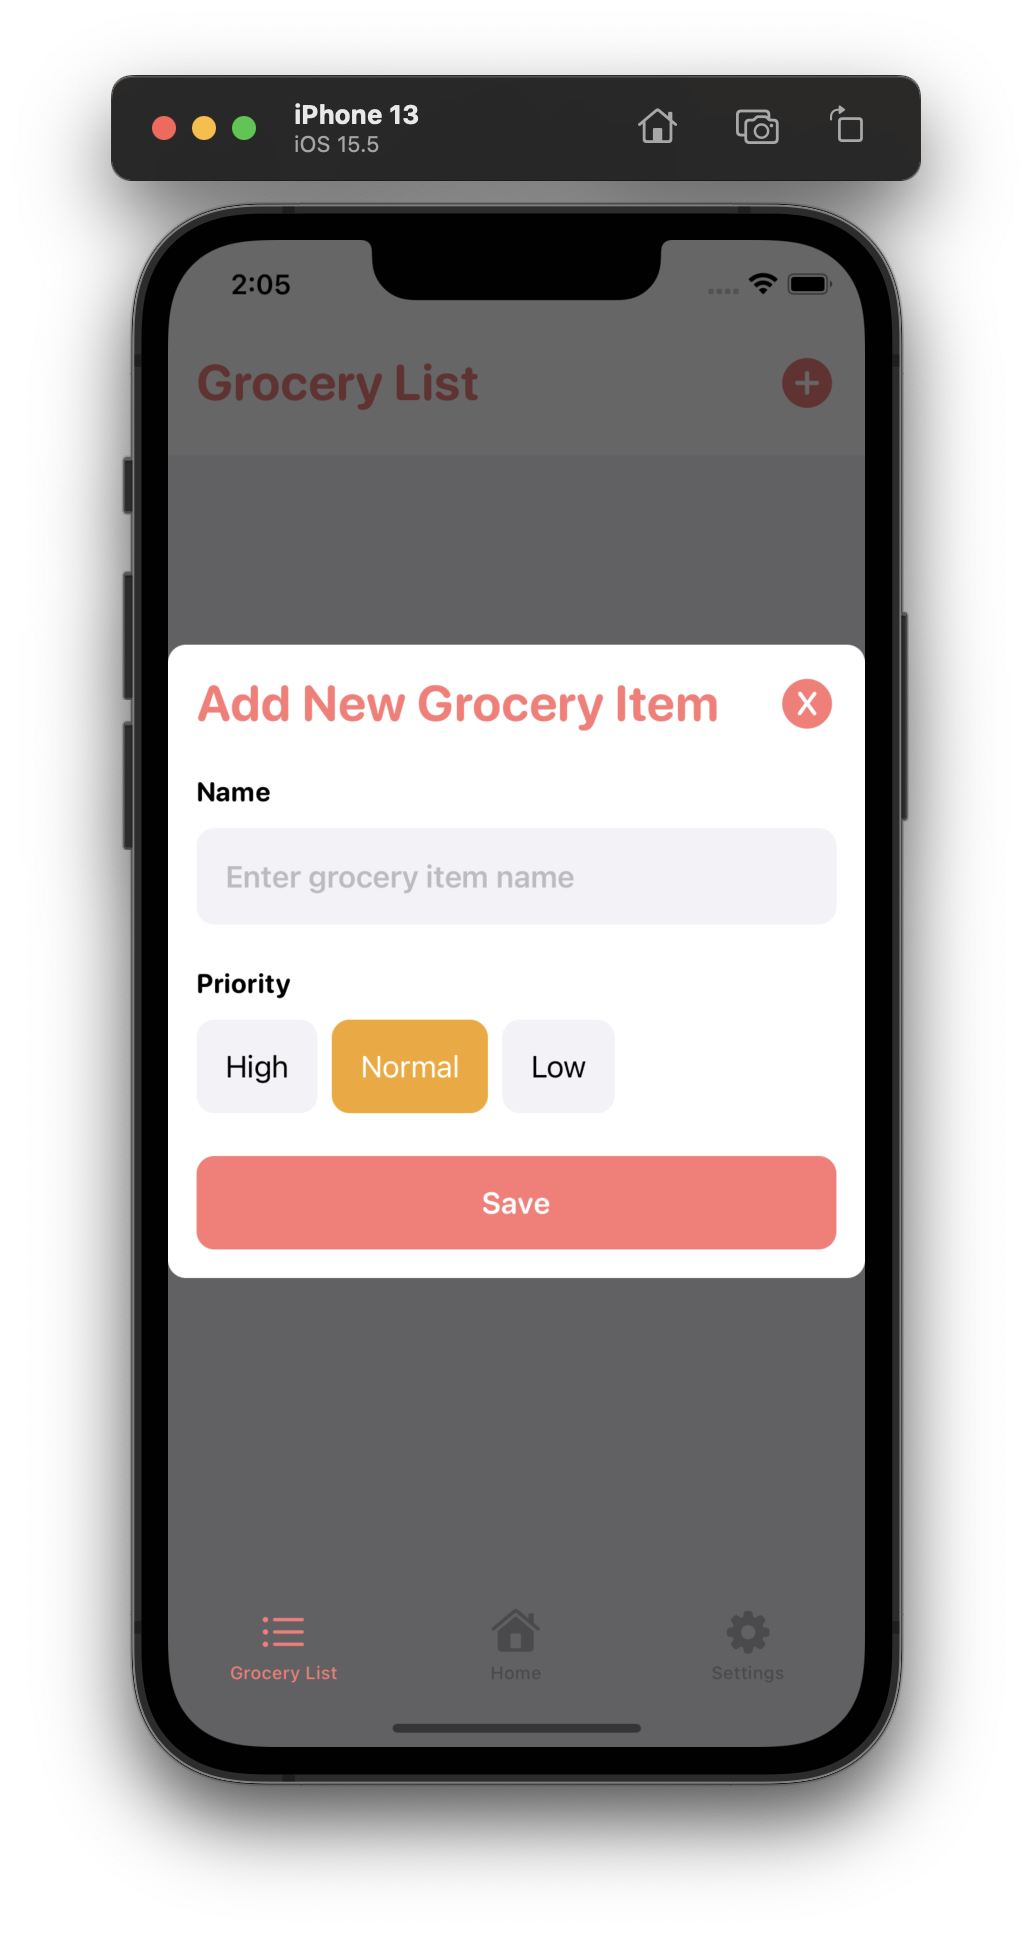 iPhone 13
iOS 15.5
2:05
Grocery List
Add New Grocery Item
X
Name
Enter grocery item name
Priority
High Normal Low
Save
Grocery List Home Settings